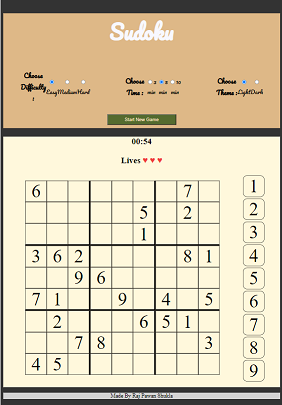 Sudoku
Choose Difficulty : Easy Medium Hard
Choose Time : min min 10 min
Choose Theme : Light Dark
Start New Game
00:54
Lives ♥ ♥ ♥
6 7
5 2
1
3 6 2 8 1
9 6
7 1 9 4 5
2 6 5 1
7 8 3
4 5
1
2
3
4
5
6
7
8
9
Made By Raj Pawan Shukla